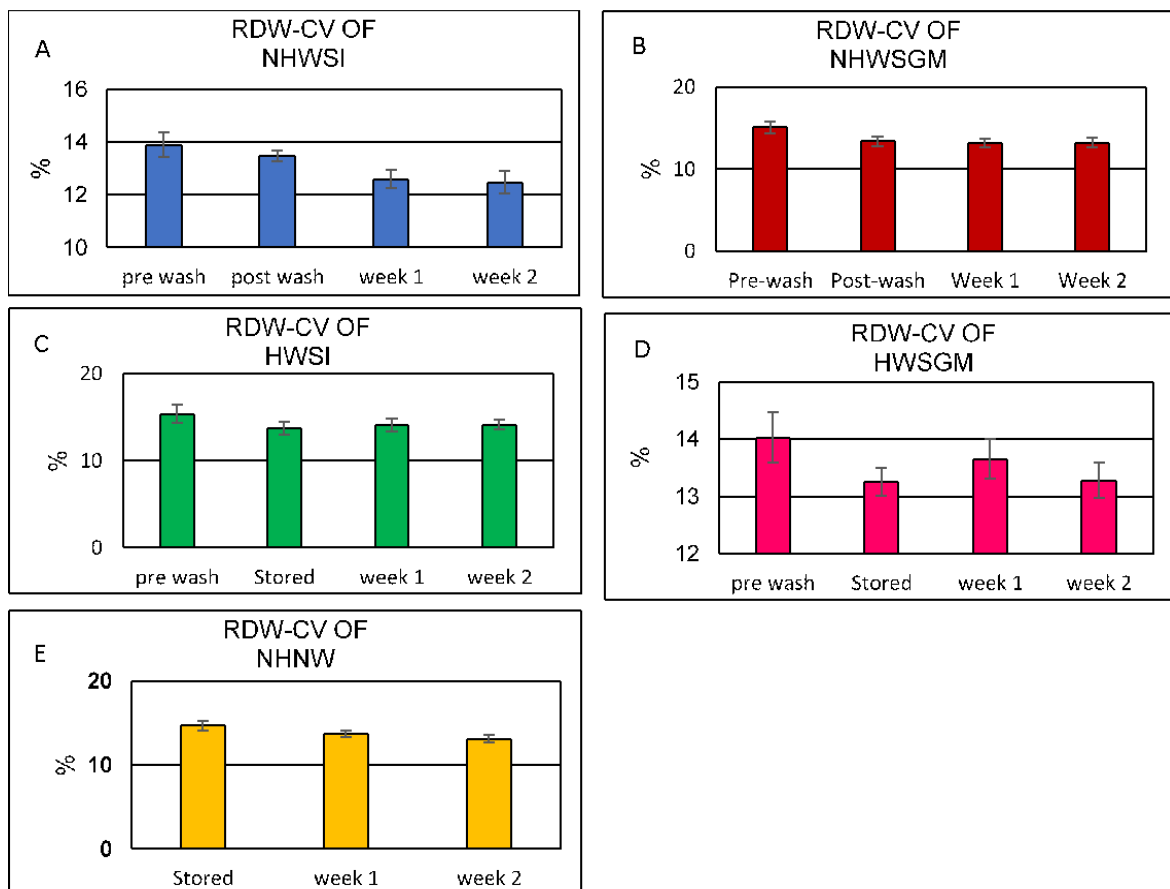 A
RDW-CV OF
NHWSI
16
14
12
10
%
pre wash post wash week 1 week 2
B
RDW-CV OF
NHWSGM
20
10
0
%
Pre-wash Post-wash Week 1 Week 2
C
RDW-CV OF
HWSI
20
10
0
%
pre wash Stored week 1 week 2
D
RDW-CV OF
HWSGM
15
14
13
12
%
pre wash Stored week 1 week 2
E
RDW-CV OF
NHNW
20
10
0
%
Stored week 1 week 2